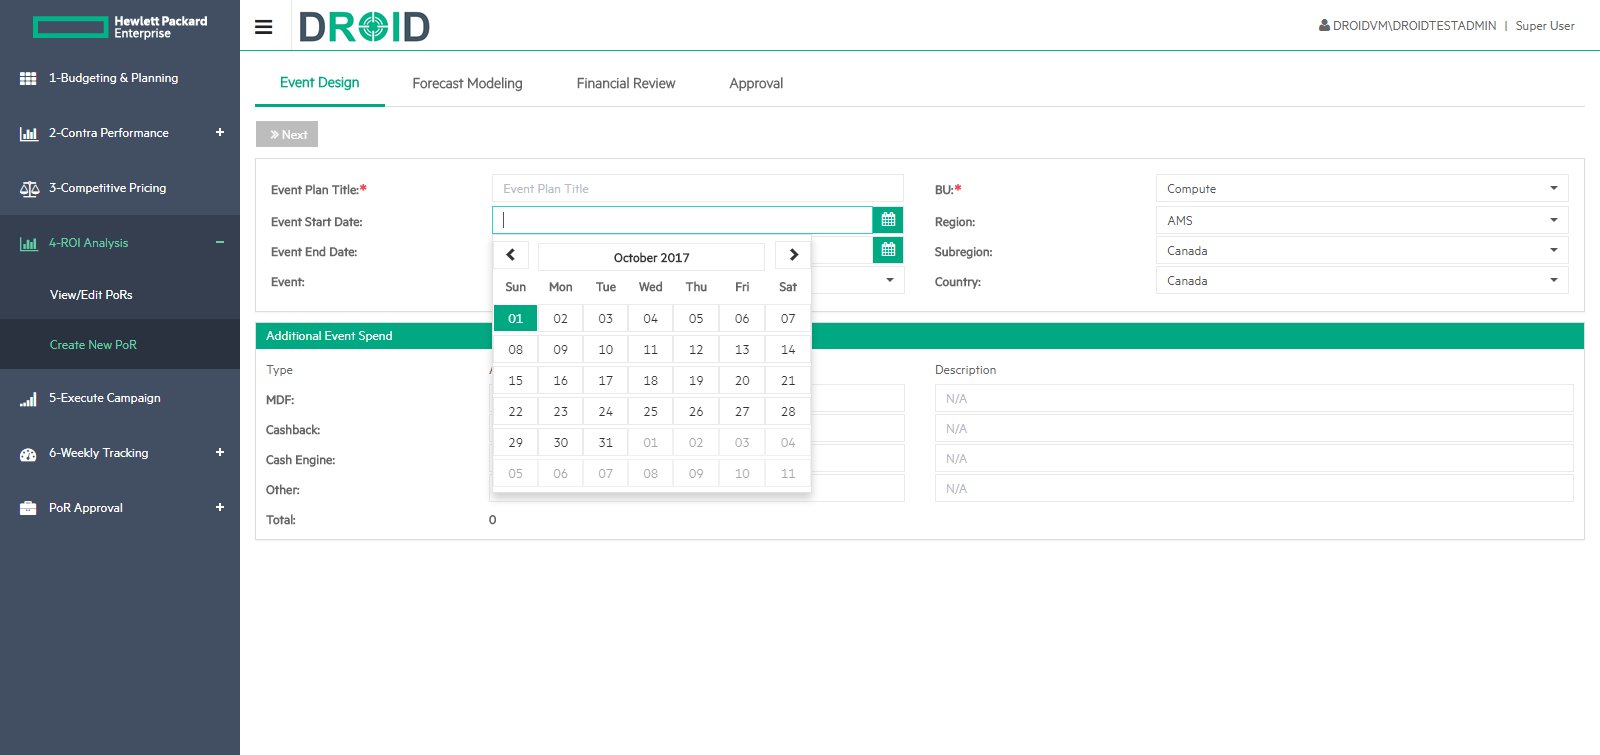 Hewlett Packard
Enterprise
DROID
DROIDVM\DROIDTESTADMIN | Super User
1-Budgeting & Planning
2-Contra Performance +
3-Competitive Pricing
4-ROI Analysis −
View/Edit PoRs
Create New PoR
5-Execute Campaign
6-Weekly Tracking +
PoR Approval +
Event Design Forecast Modeling Financial Review Approval
» Next
Event Plan Title:* Event Plan Title BU:* Compute
Event Start Date: Region: AMS
Event End Date: Subregion: Canada
Event: Country: Canada
October 2017
Sun Mon Tue Wed Thu Fri Sat
01 02 03 04 05 06 07
08 09 10 11 12 13 14
15 16 17 18 19 20 21
22 23 24 25 26 27 28
29 30 31 01 02 03 04
05 06 07 08 09 10 11
Additional Event Spend
Type Description
MDF: N/A
Cashback: N/A
Cash Engine: N/A
Other: N/A
Total: 0